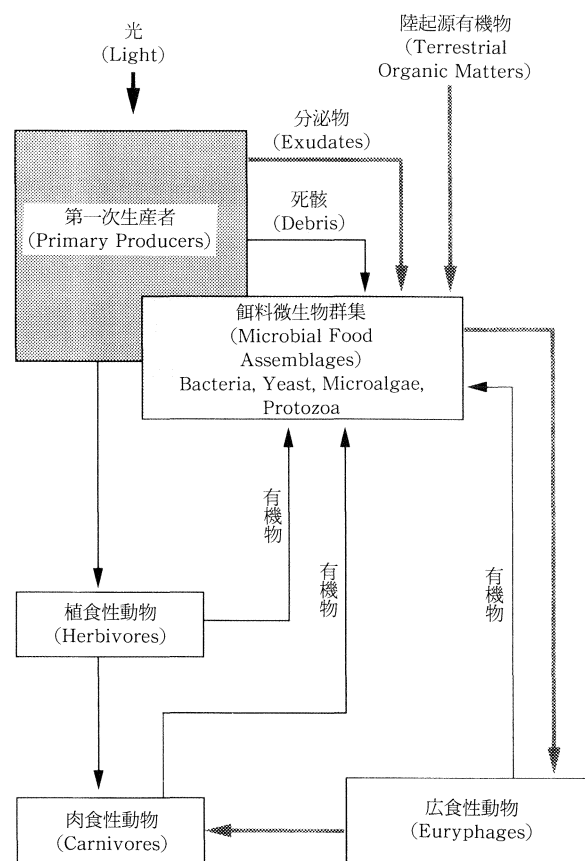 光
(Light)
陸起源有機物
(Terrestrial
Organic Matters)
分泌物
(Exudates)
死骸
(Debris)
第一次生産者
(Primary Producers)
餌料微生物群集
(Microbial Food
Assemblages)
Bacteria, Yeast, Microalgae,
Protozoa
有機物
有機物
有機物
植食性動物
(Herbivores)
肉食性動物
(Carnivores)
広食性動物
(Euryphages)